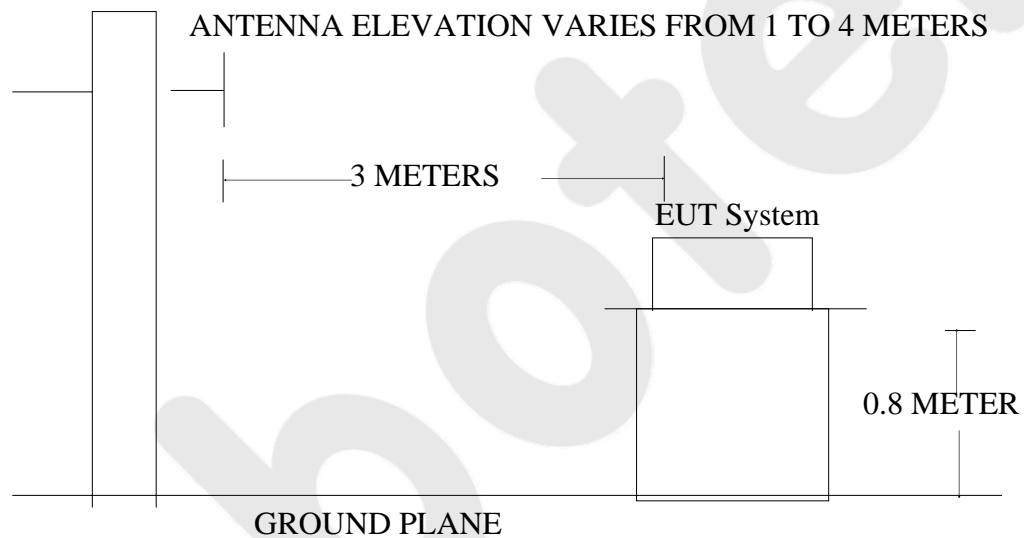 ANTENNA ELEVATION VARIES FROM 1 TO 4 METERS
3 METERS
EUT System
0.8 METER
GROUND PLANE